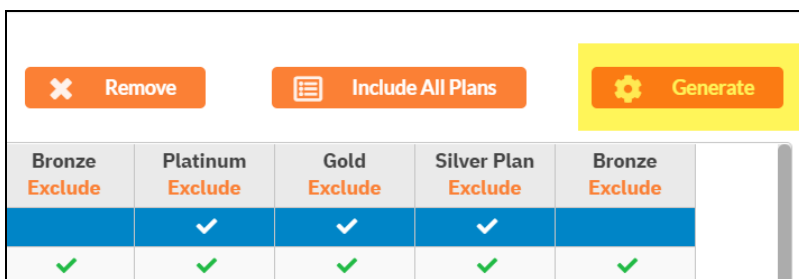 Remove
Include All Plans
Generate
Bronze Platinum Gold Silver Plan Bronze
Exclude Exclude Exclude Exclude Exclude